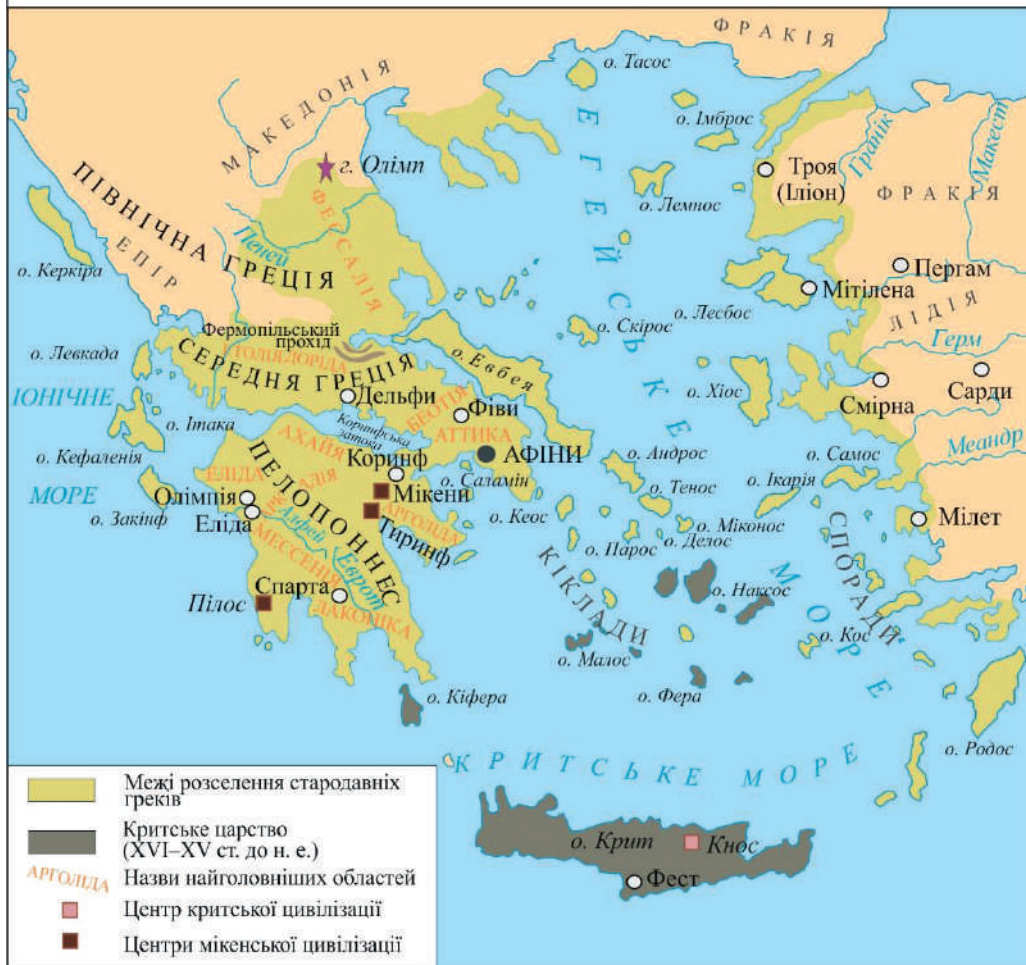 ФРАКІЯ
о. Тасос
МАКЕДОНІЯ
о. Імброс
Гранік
Макест
г. Олімп
Троя
(Іліон)
ФРАКІЯ
о. Лемпос
ПІВНІЧНА ГРЕЦІЯ
ФЕССАЛІЯ
Пеней
ЕПІР
о. Керкіра
ЕГЕЙСЬКЕ МОРЕ
Пергам
Мітілена
о. Лесбос
ЛІДІЯ
о. Скірос
Фермопільський
прохід
Герм
о. Левкада
ТОЛІЯ
ДОРІДА
СЕРЕДНЯ ГРЕЦІЯ
о. Евбея
о. Хіос
Сарди
Смірна
ІОНІЧНЕ
МОРЕ
Дельфи
БЕОТІЯ
Фіви
Меандр
о. Ітака
Коринфська
затока
АТТИКА
АХАЙЯ
АФІНИ
о. Кефаленія
Коринф
о. Саламін
о. Андрос
о. Самос
ЕЛІДА
ПЕЛОПОННЕС
АРКАДІЯ
Мікени
о. Тенос
о. Ікарія
Олімпія
о. Закінф
Еліда
Алфей
АРГОЛІДА
Тиринф
о. Кеос
о. Міконос
Мілет
о. Парос
о. Делос
МЕССЕНІЯ
Еврот
СПОРАДИ
КІКЛАДИ
Спарта
о. Наксос
Пілос
ЛАКОНІКА
о. Кос
о. Малос
о. Фера
о. Кіфера
о. Родос
КРИТСЬКЕ МОРЕ
о. Крит
Кнос
Фест
Межі розселення стародавніх
греків
Критське царство
(XVI–XV ст. до н. е.)
АРГОЛІДА
Назви найголовніших областей
Центр критської цивілізації
Центри мікенської цивілізації